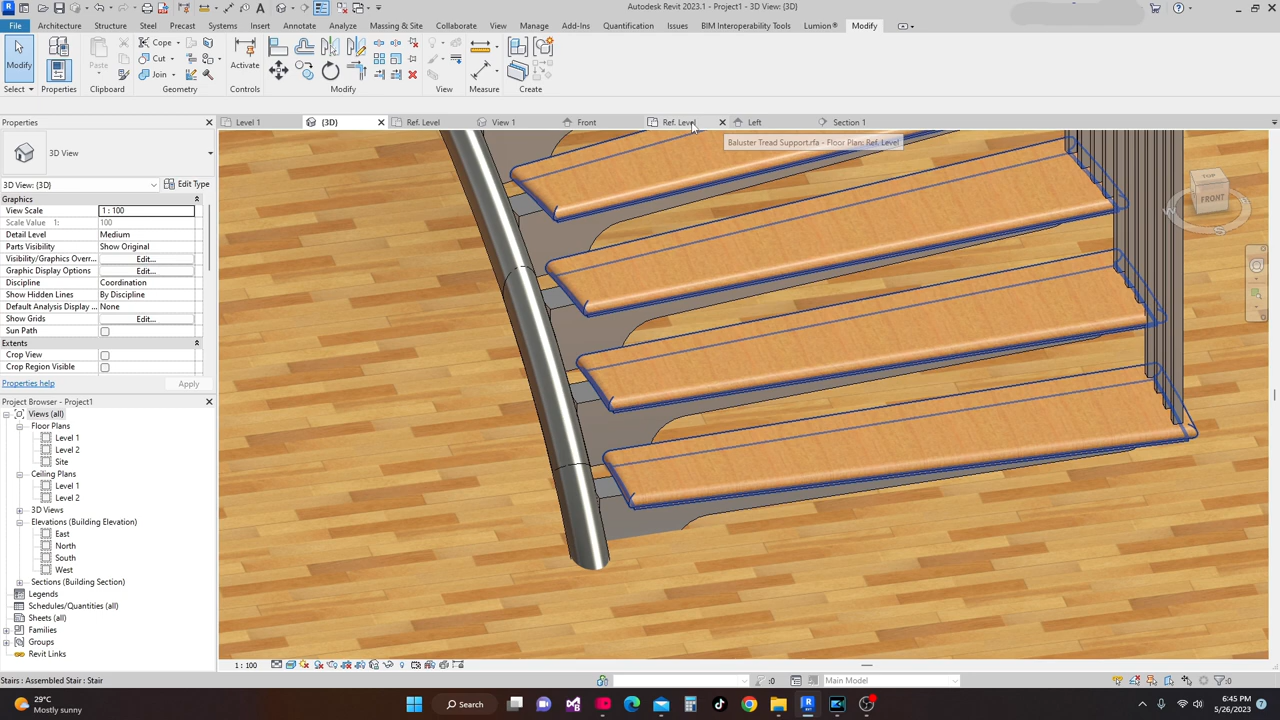 Autodesk Revit 2023.1 - Project1 - 3D View: {3D}
File Architecture Structure Steel Precast Systems Insert Annotate Analyze Massing & Site Collaborate View Manage Add-Ins Quantification Issues BIM Interoperability Tools Lumion® Modify
Modify Paste Cope Cut Join Activate
Select Properties Clipboard Geometry Controls Modify View Measure Create
Properties Level 1 {3D} Ref. Level View 1 Front Ref. Level Left Section 1
Baluster Tread Support.rfa - Floor Plan: Ref. Level
3D View
3D View: {3D} Edit Type
Graphics
View Scale 1 : 100
Scale Value 1: 100
Detail Level Medium
Parts Visibility Show Original
Visibility/Graphics Overr... Edit...
Graphic Display Options Edit...
Discipline Coordination
Show Hidden Lines By Discipline
Default Analysis Display ... None
Show Grids Edit...
Sun Path
Extents
Crop View
Crop Region Visible
Properties help Apply
Project Browser - Project1
Views (all)
Floor Plans
Level 1
Level 2
Site
Ceiling Plans
Level 1
Level 2
3D Views
Elevations (Building Elevation)
East
North
South
West
Sections (Building Section)
Legends
Schedules/Quantities (all)
Sheets (all)
Families
Groups
Revit Links
TOP
FRONT
1 : 100
Stairs : Assembled Stair : Stair :0 Main Model :0
29°C
Mostly sunny
Search
6:45 PM
5/26/2023